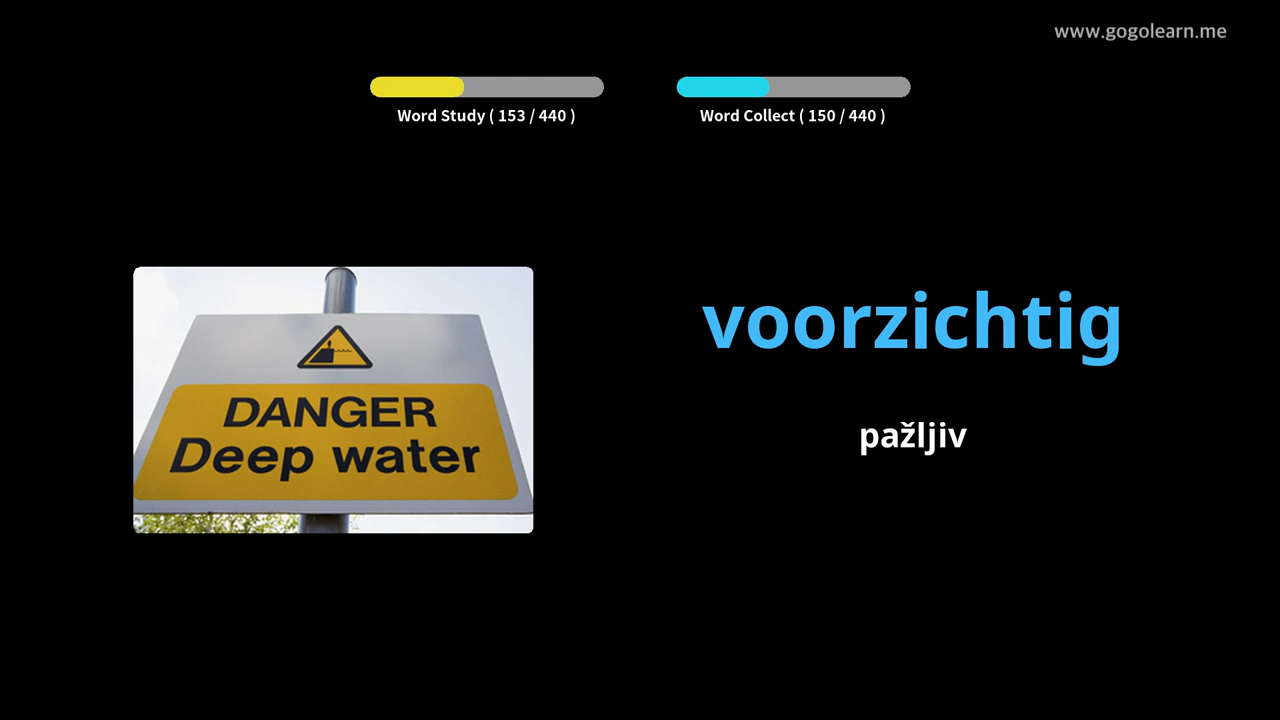 www.gogolearn.me
Word Study ( 153 / 440 )
Word Collect ( 150 / 440 )
DANGER
Deep water
voorzichtig
pažljiv